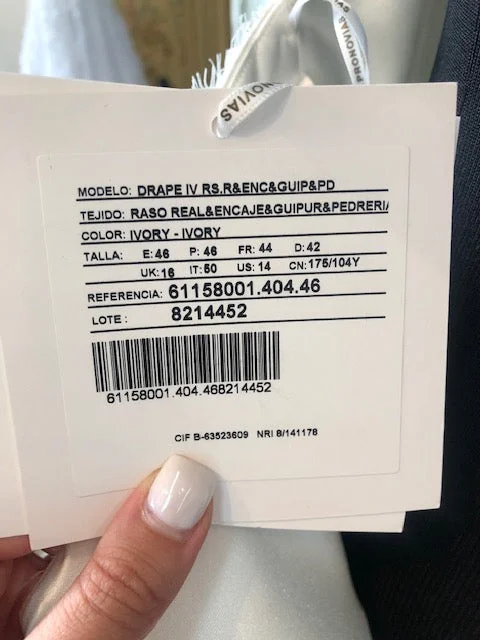 PRONOVIAS
PRONOVIAS
MODELO: DRAPE IV RS.R&ENC&GUIP&PD
TEJIDO: RASO REAL&ENCAJE&GUIPUR&PEDRERIA
COLOR: IVORY - IVORY
TALLA: E:46 P: 46 FR: 44 D: 42
UK: 16 IT: 50 US: 14 CN: 175/104Y
REFERENCIA: 61158001.404.46
LOTE : 8214452
61158001.404.468214452
CIF B-63523609 NRI 8/141178